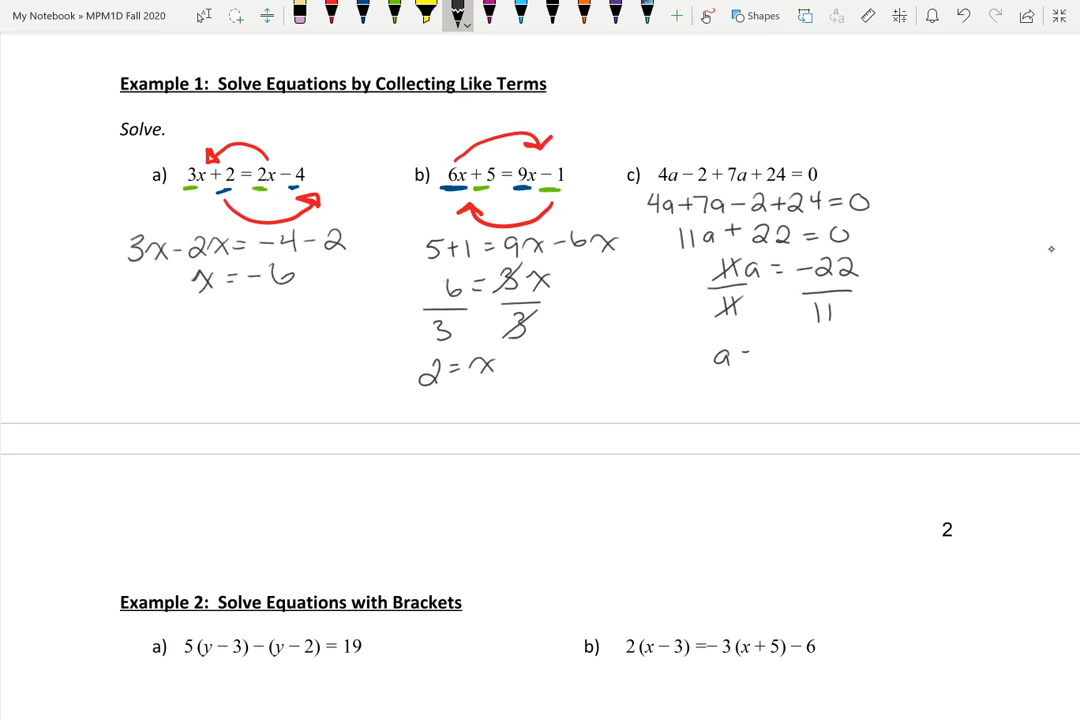 My Notebook » MPM1D Fall 2020
Shapes
Example 1: Solve Equations by Collecting Like Terms
Solve.
a) 3x + 2 = 2x − 4
3x - 2x = -4 - 2
x = -6
b) 6x + 5 = 9x − 1
5 + 1 = 9x - 6x
6 = 3x
3 3
2 = x
c) 4a − 2 + 7a + 24 = 0
4a + 7a - 2 + 24 = 0
11a + 22 = 0
11a = -22
11 11
a =
2
Example 2: Solve Equations with Brackets
a) 5(y − 3) − (y − 2) = 19
b) 2(x − 3) =− 3(x + 5) − 6